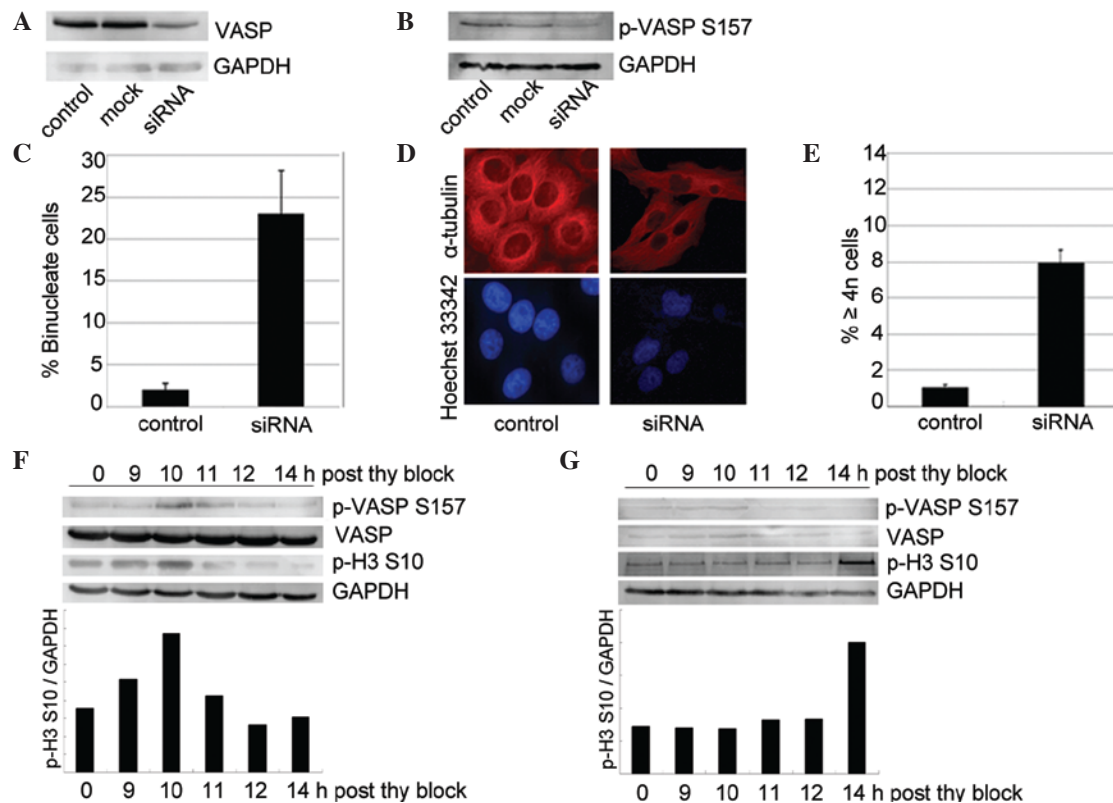 A
VASP
GAPDH
control mock siRNA
B
p-VASP S157
GAPDH
control mock siRNA
C
% Binucleate cells
30
25
20
15
10
5
0
control siRNA
D
α-tubulin
Hoechst 33342
control siRNA
E
% ≥ 4n cells
14
12
10
8
6
4
2
0
control siRNA
F
0 9 10 11 12 14 h post thy block
p-VASP S157
VASP
p-H3 S10
GAPDH
p-H3 S10 / GAPDH
0 9 10 11 12 14 h post thy block
G
0 9 10 11 12 14 h post thy block
p-VASP S157
VASP
p-H3 S10
GAPDH
p-H3 S10 / GAPDH
0 9 10 11 12 14 h post thy block